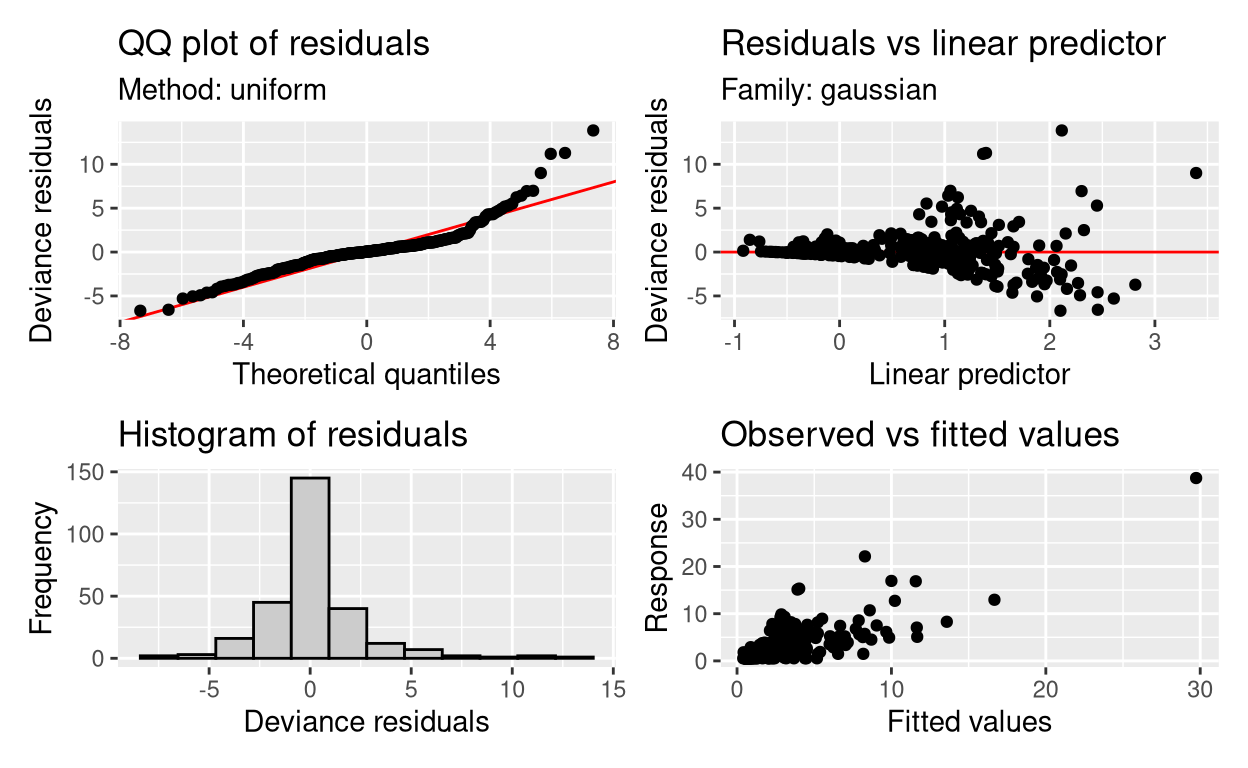 QQ plot of residuals
Method: uniform
Deviance residuals
10
5
0
-5
-8
-4
0
4
8
Theoretical quantiles
Residuals vs linear predictor
Family: gaussian
Deviance residuals
10
5
0
-5
-1
0
1
2
3
Linear predictor
Histogram of residuals
Frequency
150
100
50
0
-5
0
5
10
15
Deviance residuals
Observed vs fitted values
Response
40
30
20
10
0
0
10
20
30
Fitted values